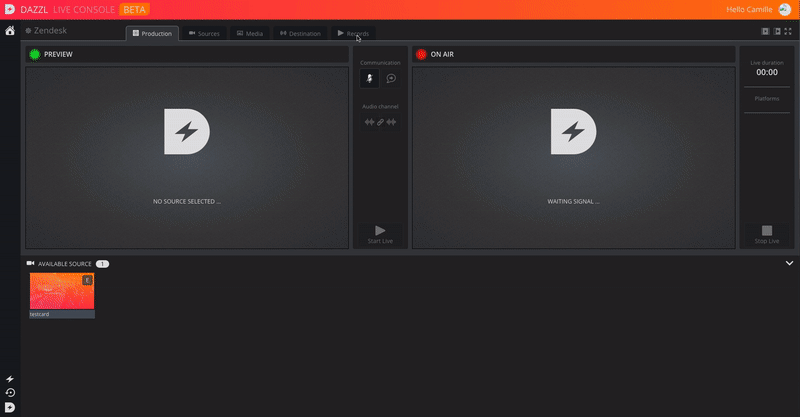 DAZZL LIVE CONSOLE BETA
Hello Camille
Zendesk
Production
Sources
Media
Destination
Records
PREVIEW
NO SOURCE SELECTED ...
Communication
Audio channel
Start Live
ON AIR
WAITING SIGNAL ...
Live duration
00:00
Platforms
Stop Live
AVAILABLE SOURCE 1
testcard